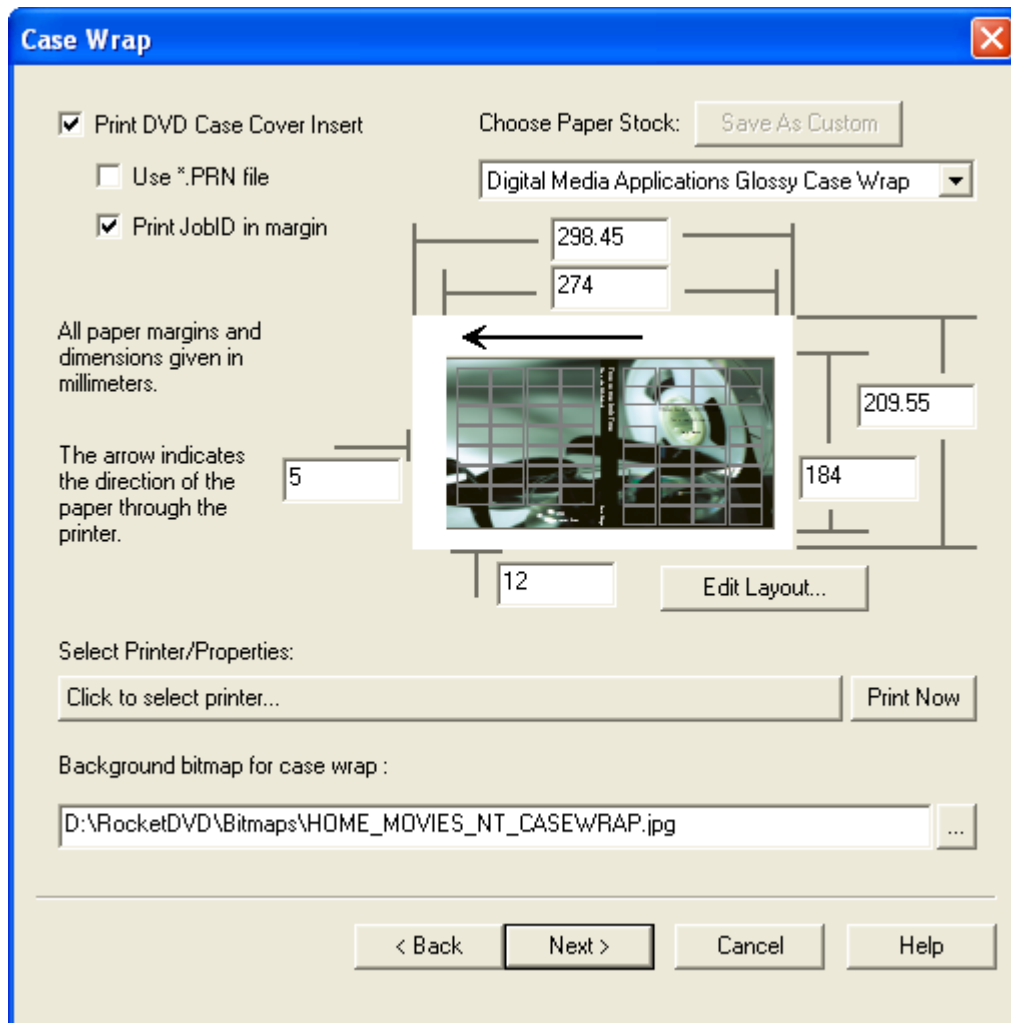 Case Wrap
Print DVD Case Cover Insert
Choose Paper Stock:
Save As Custom
Use *.PRN file
Digital Media Applications Glossy Case Wrap
Print JobID in margin
298.45
274
All paper margins and
dimensions given in
millimeters.
209.55
The arrow indicates
the direction of the
paper through the
printer.
5
184
12
Edit Layout...
Select Printer/Properties:
Click to select printer...
Print Now
Background bitmap for case wrap :
D:\RocketDVD\Bitmaps\HOME_MOVIES_NT_CASEWRAP.jpg
...
< Back
Next >
Cancel
Help